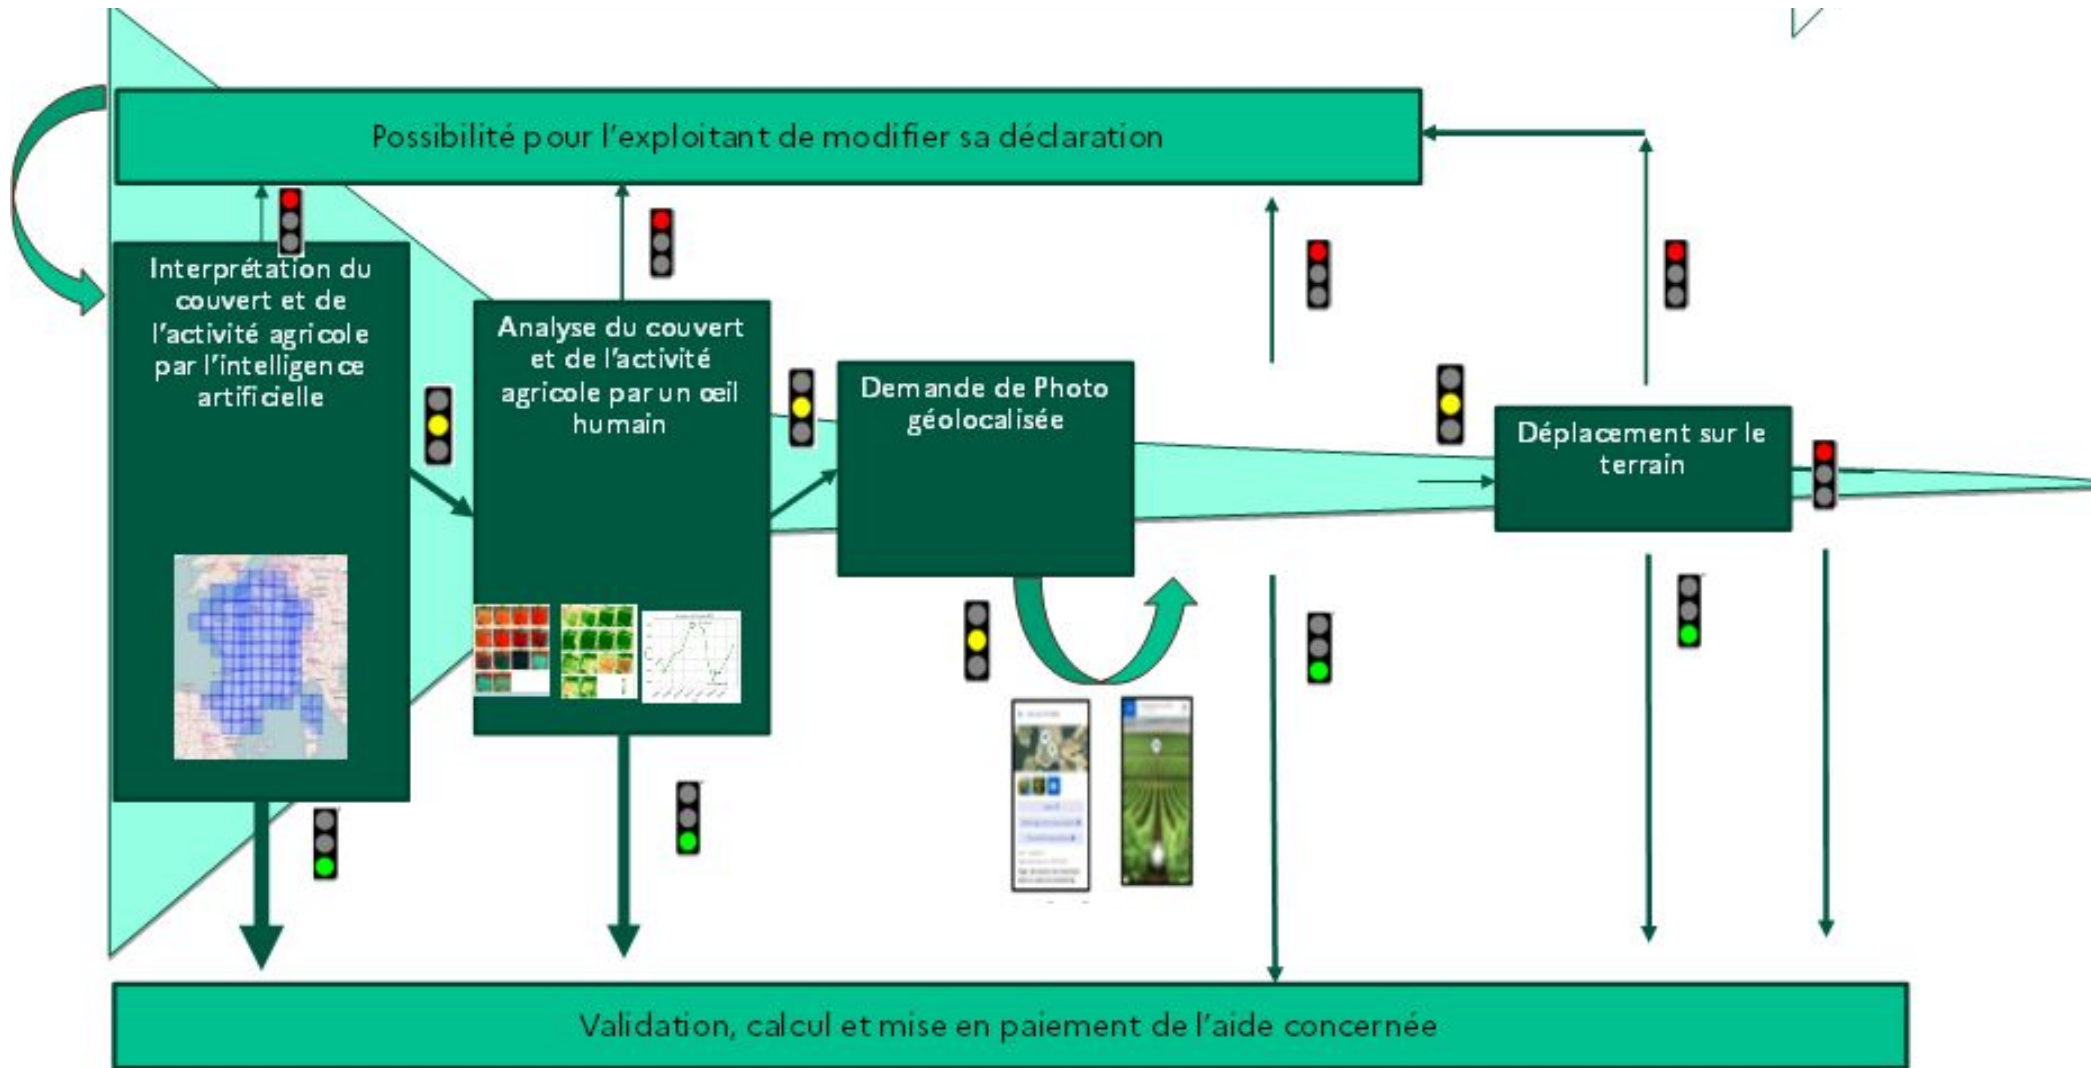 Possibilité pour l'exploitant de modifier sa déclaration
Interprétation du
couvert et de
l'activité agricole
par l'intelligence
artificielle
Analyse du couvert
et de l'activité
agricole par un œil
humain
Demande de Photo
géolocalisée
Déplacement sur le
terrain
Validation, calcul et mise en paiement de l'aide concernée